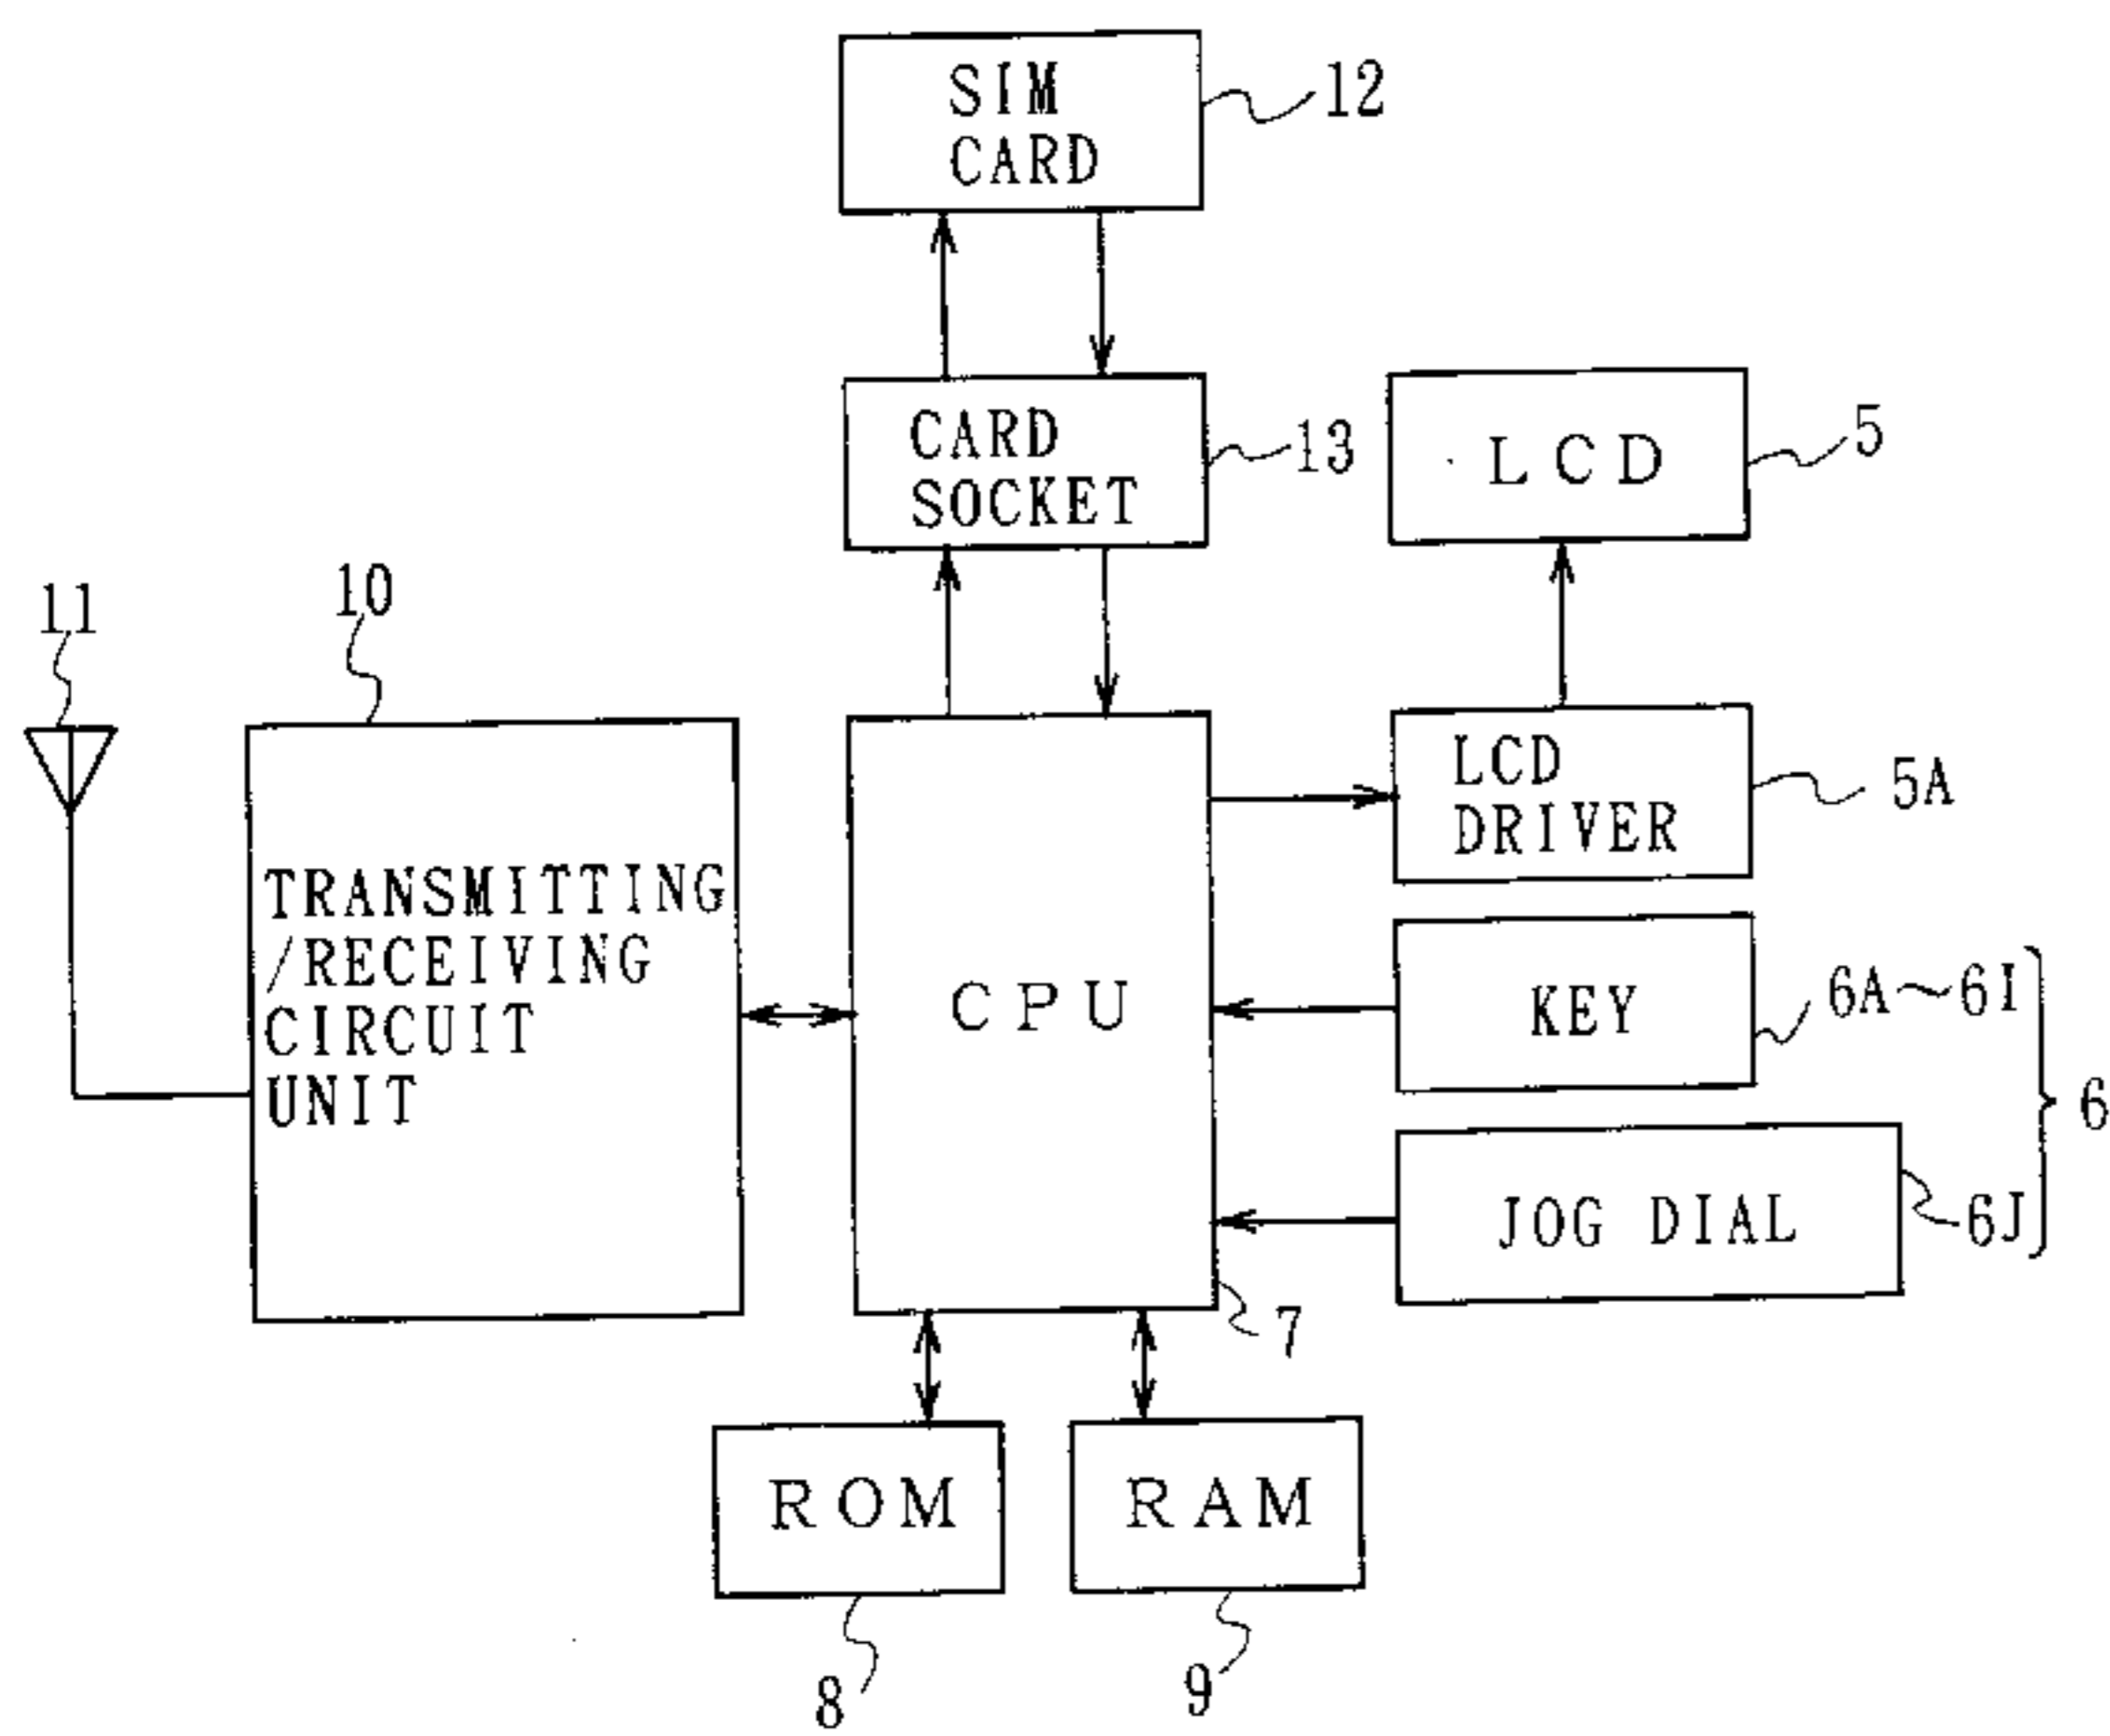 SIM
CARD
12
CARD
SOCKET
13
LCD
5
11
10
TRANSMITTING
/RECEIVING
CIRCUIT
UNIT
CPU
7
LCD
DRIVER
5A
KEY
6A~6I
6
JOG DIAL
6J
ROM
8
RAM
9